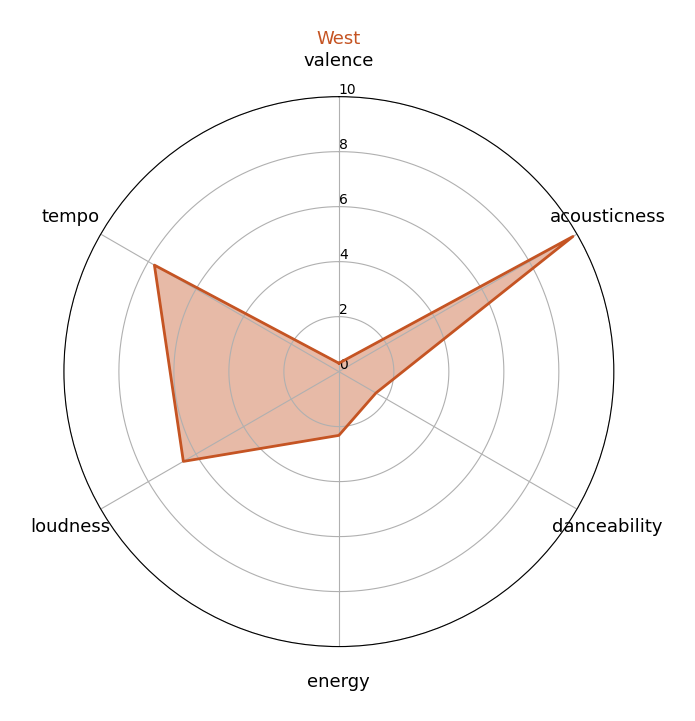 West
valence
10
8
tempo
6
acousticness
4
2
0
loudness
danceability
energy